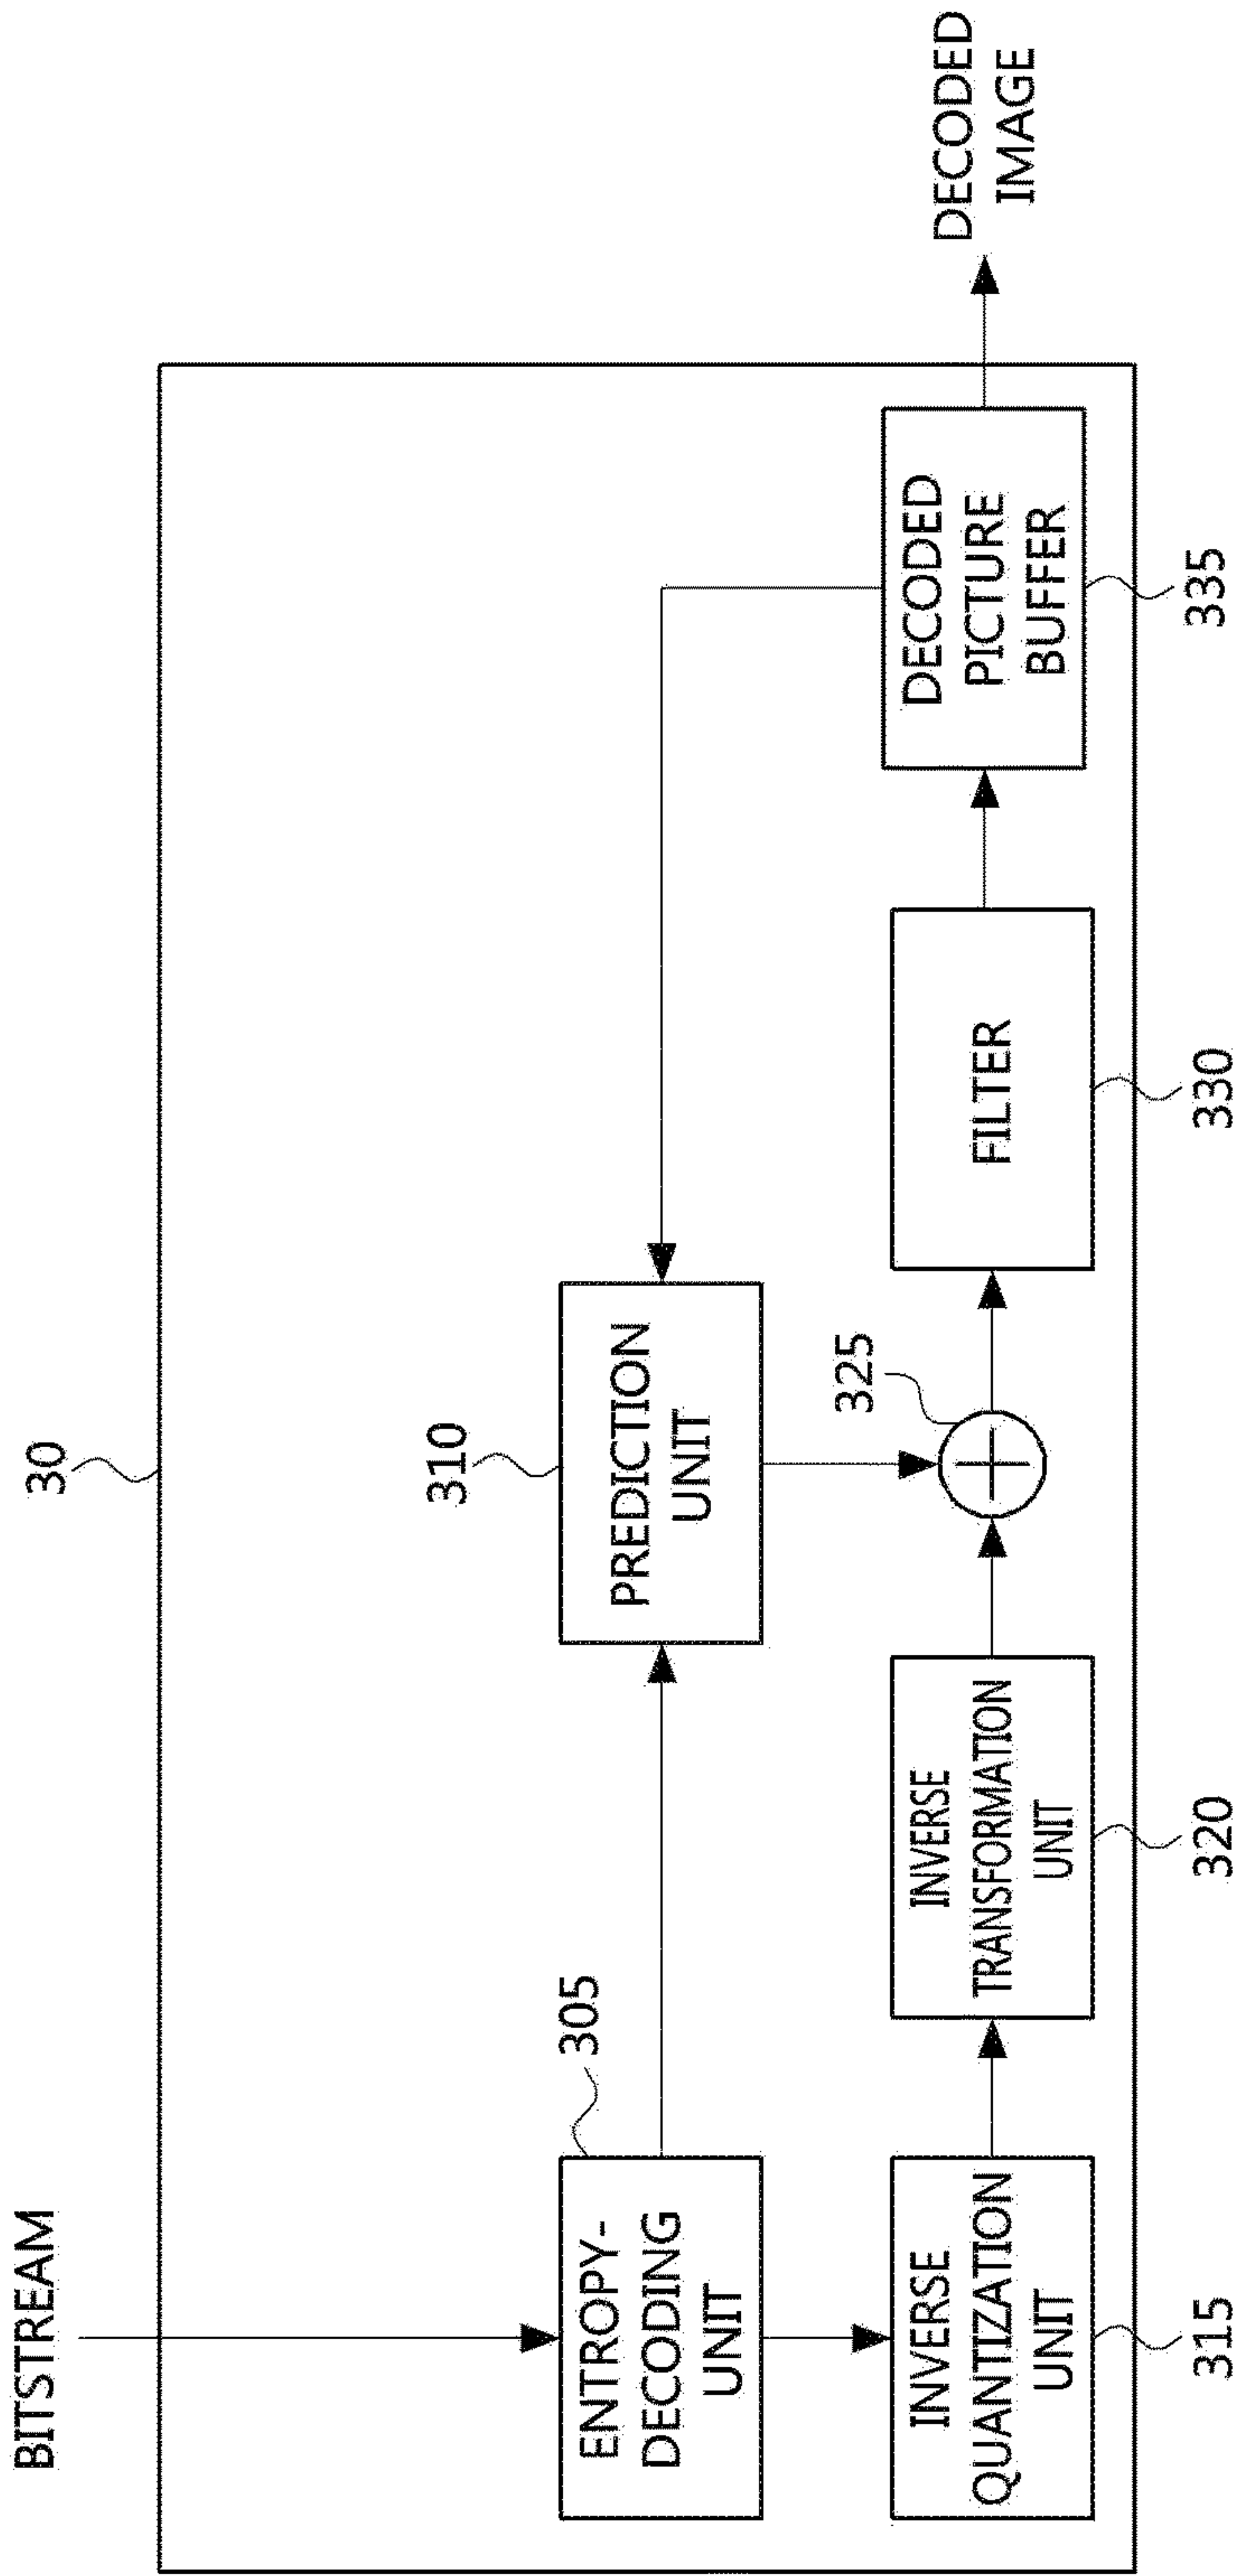 BITSTREAM
30
305
ENTROPY-
DECODING
UNIT
310
PREDICTION
UNIT
INVERSE
QUANTIZATION
UNIT
315
INVERSE
TRANSFORMATION
UNIT
320
325
FILTER
330
DECODED
PICTURE
BUFFER
335
DECODED
IMAGE